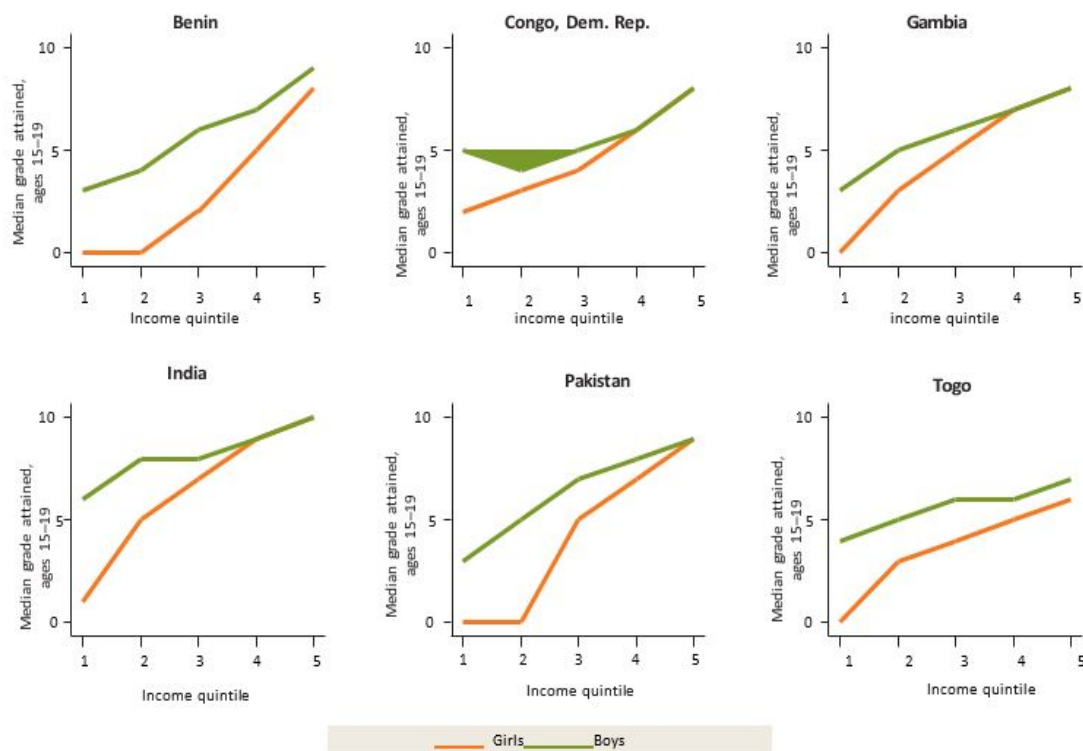 Benin
10
5
0
Median grade attained,
ages 15–19
1 2 3 4 5
Income quintile
Congo, Dem. Rep.
10
5
0
Median grade attained,
ages 15–19
1 2 3 4 5
income quintile
Gambia
10
5
0
Median grade attained,
ages 15–19
1 2 3 4 5
income quintile
India
10
5
0
Median grade attained,
ages 15–19
1 2 3 4 5
Income quintile
Pakistan
10
5
0
Median grade attained,
ages 15–19
1 2 3 4 5
Income quintile
Togo
10
5
0
Median grade attained,
ages 15–19
1 2 3 4 5
Income quintile
Girls Boys